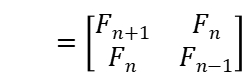 = [F_{n+1} F_n
F_n F_{n-1}]